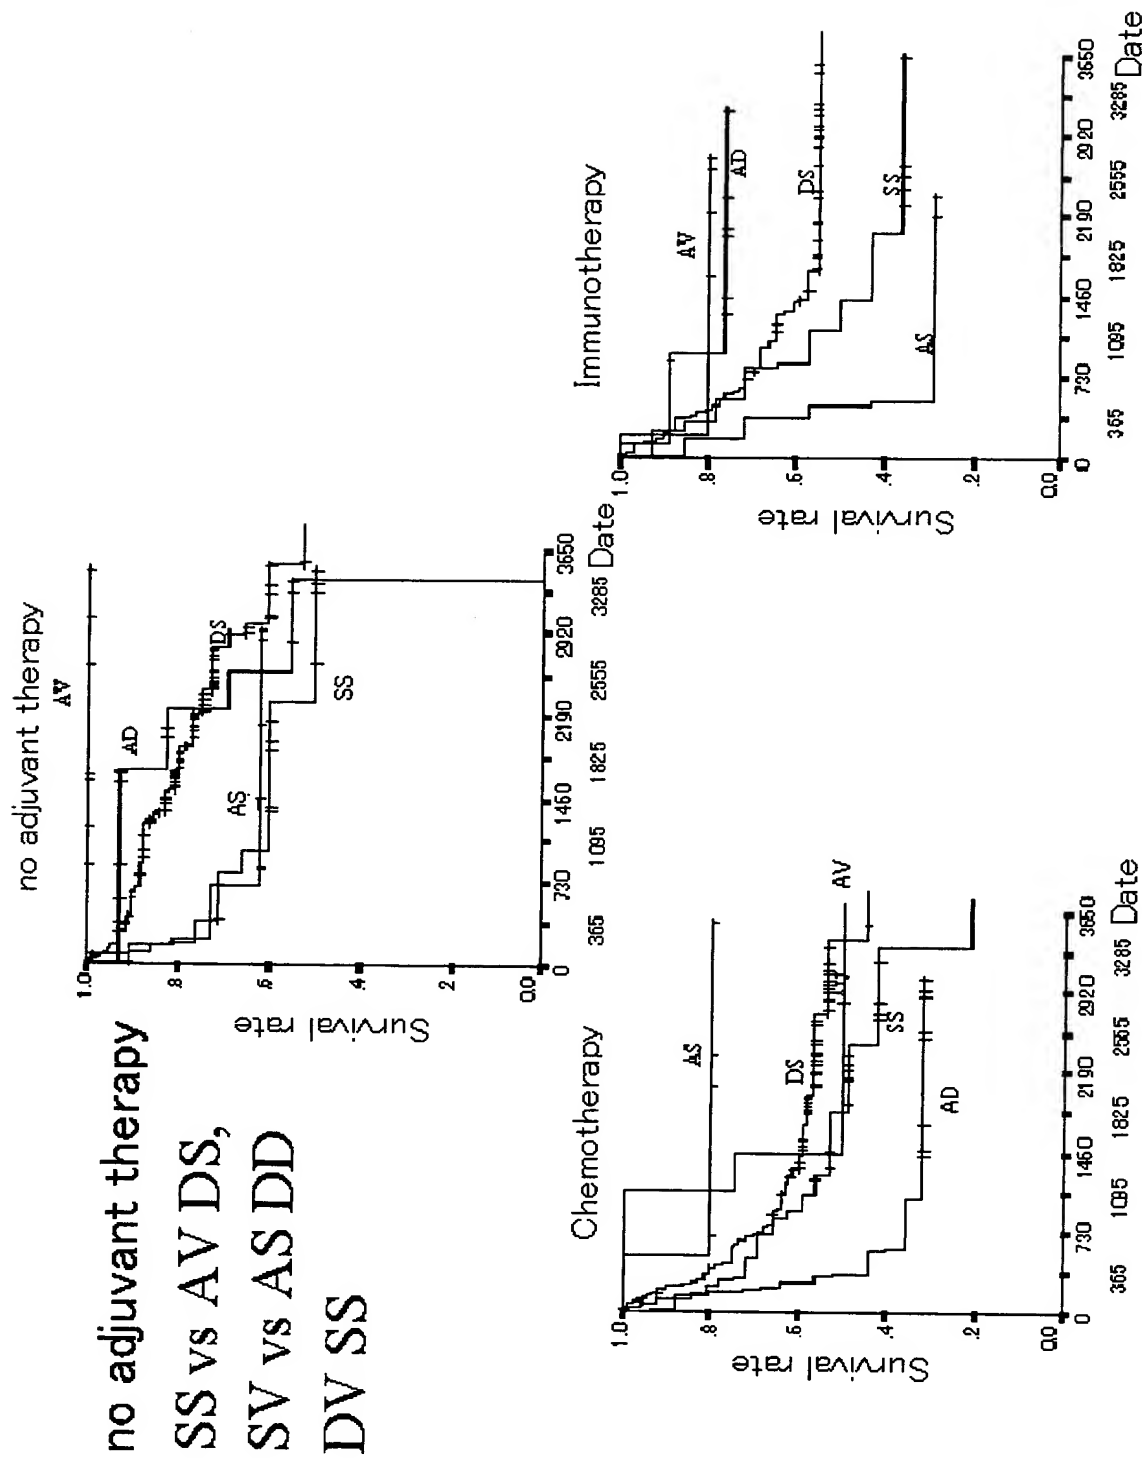 no adjuvant therapy
SS vs AV DS,
SV vs AS DD
DV SS
no adjuvant therapy
Survival rate
1.0
.8
.6
.4
.2
0.0
AV
AD
DS
AS
SS
0 365 730 1095 1460 1825 2190 2555 2920 3285 3650
Date
Chemotherapy
Survival rate
1.0
.8
.6
.4
.2
0.0
AS
AV
DS
SS
AD
0 365 730 1095 1460 1825 2190 2555 2920 3285 3650
Date
Immunotherapy
Survival rate
1.0
.8
.6
.4
.2
0.0
AV
AD
DS
SS
AS
0 365 730 1095 1460 1825 2190 2555 2920 3285 3650
Date